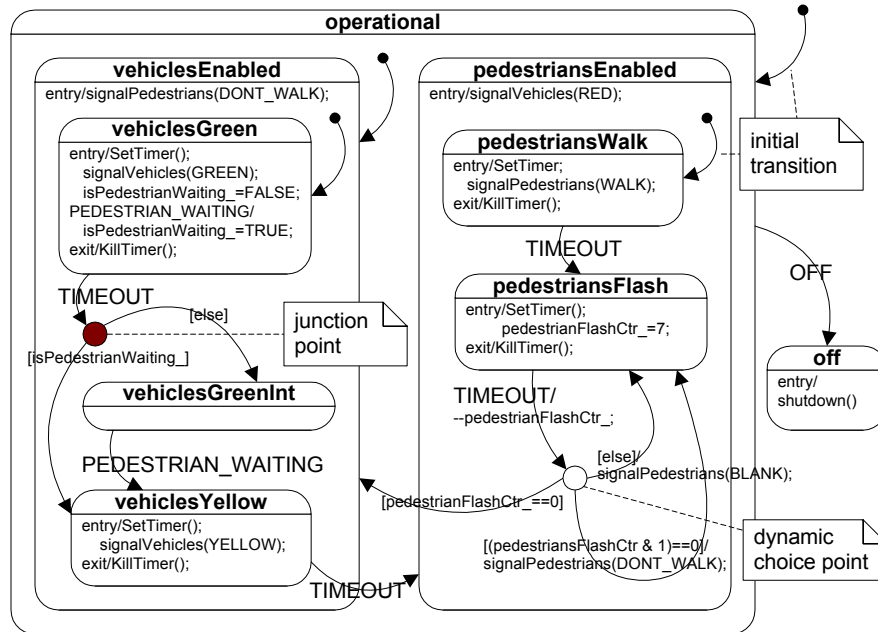 operational
vehiclesEnabled
entry/signalPedestrians(DONT_WALK);
vehiclesGreen
entry/SetTimer();
signalVehicles(GREEN);
isPedestrianWaiting_=FALSE;
PEDESTRIAN_WAITING/
isPedestrianWaiting_=TRUE;
exit/KillTimer();
TIMEOUT
[else]
junction
point
[isPedestrianWaiting_]
vehiclesGreenInt
PEDESTRIAN_WAITING
vehiclesYellow
entry/SetTimer();
signalVehicles(YELLOW);
exit/KillTimer();
TIMEOUT
pedestriansEnabled
entry/signalVehicles(RED);
pedestriansWalk
entry/SetTimer;
signalPedestrians(WALK);
exit/KillTimer();
TIMEOUT
pedestriansFlash
entry/SetTimer();
pedestrianFlashCtr_=7;
exit/KillTimer();
TIMEOUT/
--pedestrianFlashCtr_;
[else]/
signalPedestrians(BLANK);
[pedestrianFlashCtr_==0]
[(pedestriansFlashCtr & 1)==0]/
signalPedestrians(DONT_WALK);
initial
transition
OFF
off
entry/
shutdown()
dynamic
choice point